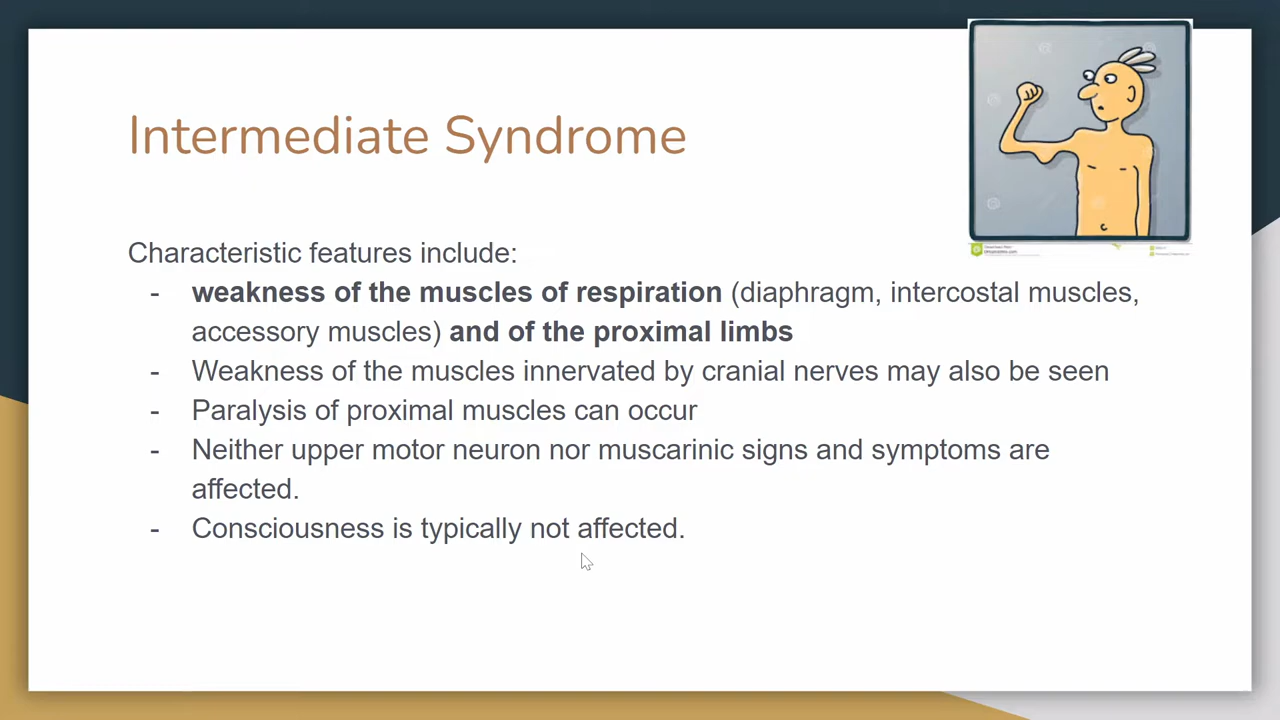 Intermediate Syndrome
Characteristic features include:
- weakness of the muscles of respiration (diaphragm, intercostal muscles,
accessory muscles) and of the proximal limbs
- Weakness of the muscles innervated by cranial nerves may also be seen
- Paralysis of proximal muscles can occur
- Neither upper motor neuron nor muscarinic signs and symptoms are
affected.
- Consciousness is typically not affected.